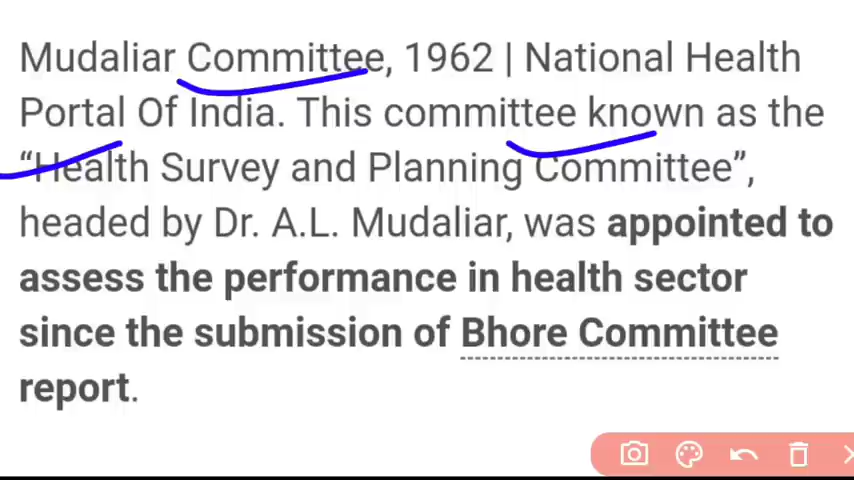 Mudaliar Committee, 1962 | National Health
Portal Of India. This committee known as the
“Health Survey and Planning Committee”,
headed by Dr. A.L. Mudaliar, was appointed to
assess the performance in health sector
since the submission of Bhore Committee
report.